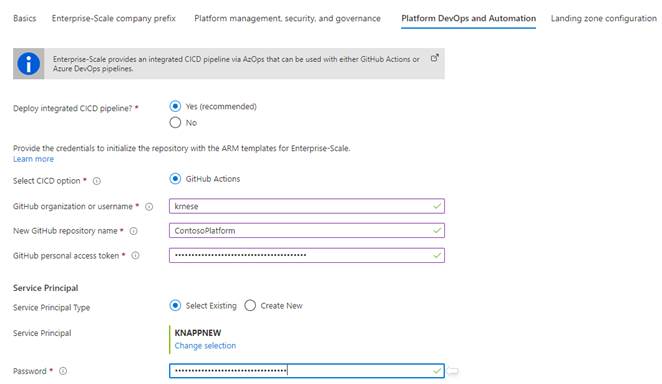 Basics Enterprise-Scale company prefix Platform management, security, and governance Platform DevOps and Automation Landing zone configuration
Enterprise-Scale provides an integrated CICD pipeline via AzOps that can be used with either GitHub Actions or
Azure DevOps pipelines.
Deploy integrated CICD pipeline? * Yes (recommended)
No
Provide the credentials to initialize the repository with the ARM templates for Enterprise-Scale.
Learn more
Select CICD option * GitHub Actions
GitHub organization or username * krnese
New GitHub repository name * ContosoPlatform
GitHub personal access token *
Service Principal
Service Principal Type Select Existing Create New
Service Principal KNAPPNEW
Change selection
Password *